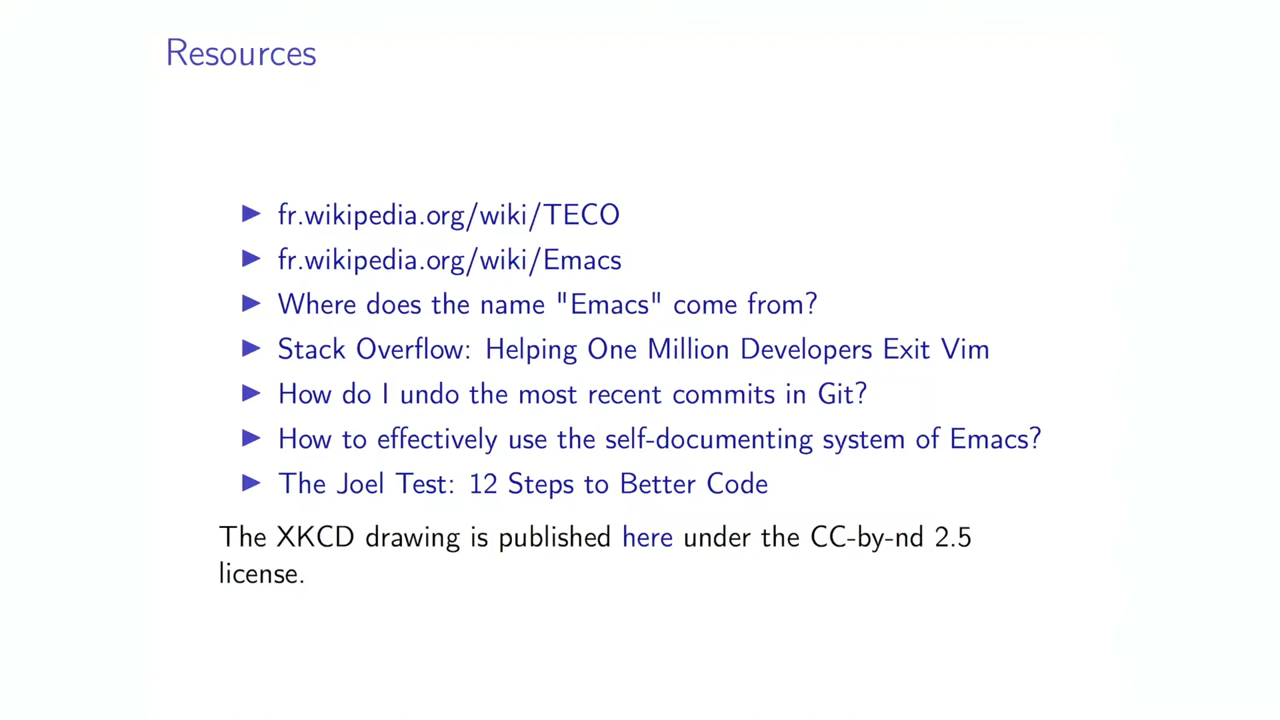 Resources
▶ fr.wikipedia.org/wiki/TECO
▶ fr.wikipedia.org/wiki/Emacs
▶ Where does the name "Emacs" come from?
▶ Stack Overflow: Helping One Million Developers Exit Vim
▶ How do I undo the most recent commits in Git?
▶ How to effectively use the self-documenting system of Emacs?
▶ The Joel Test: 12 Steps to Better Code
The XKCD drawing is published here under the CC-by-nd 2.5
license.